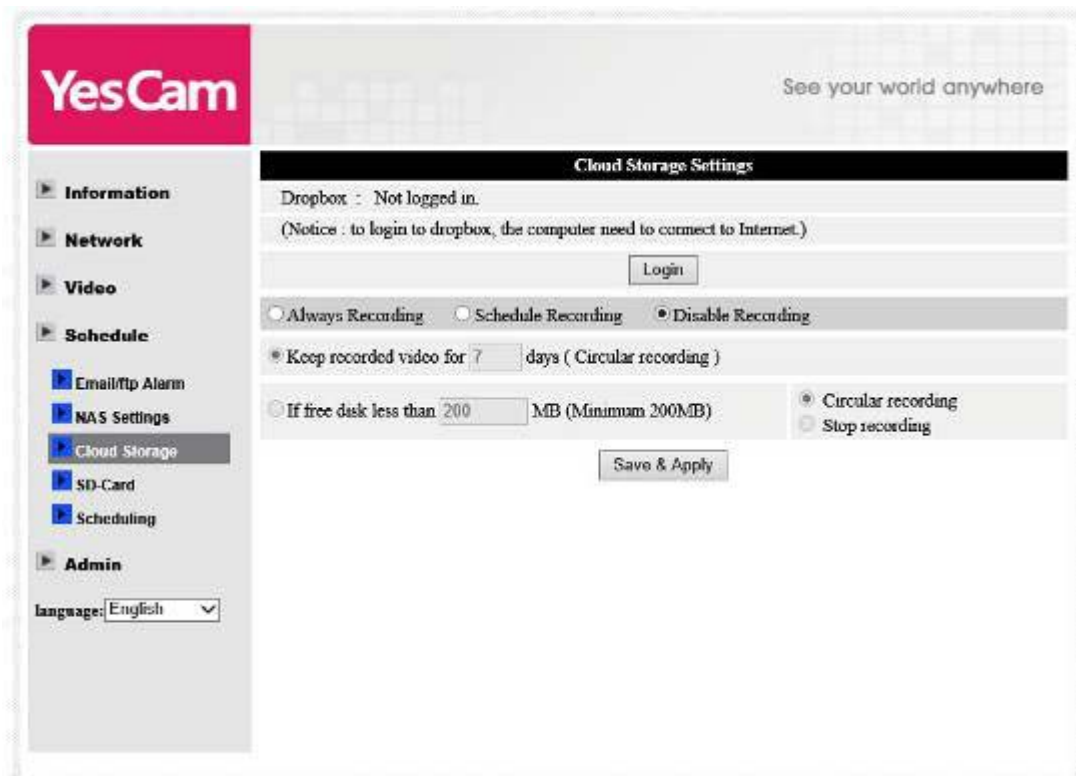 YesCam
See your world anywhere
Information
Network
Video
Schedule
Email/ftp Alarm
NAS Settings
Cloud Storage
SD-Card
Scheduling
Admin
language: English
Cloud Storage Settings
Dropbox : Not logged in.
(Notice : to login to dropbox, the computer need to connect to Internet.)
Login
Always Recording Schedule Recording Disable Recording
Keep recorded video for 7 days ( Circular recording )
If free disk less than 200 MB (Minimum 200MB)
Circular recording
Stop recording
Save & Apply